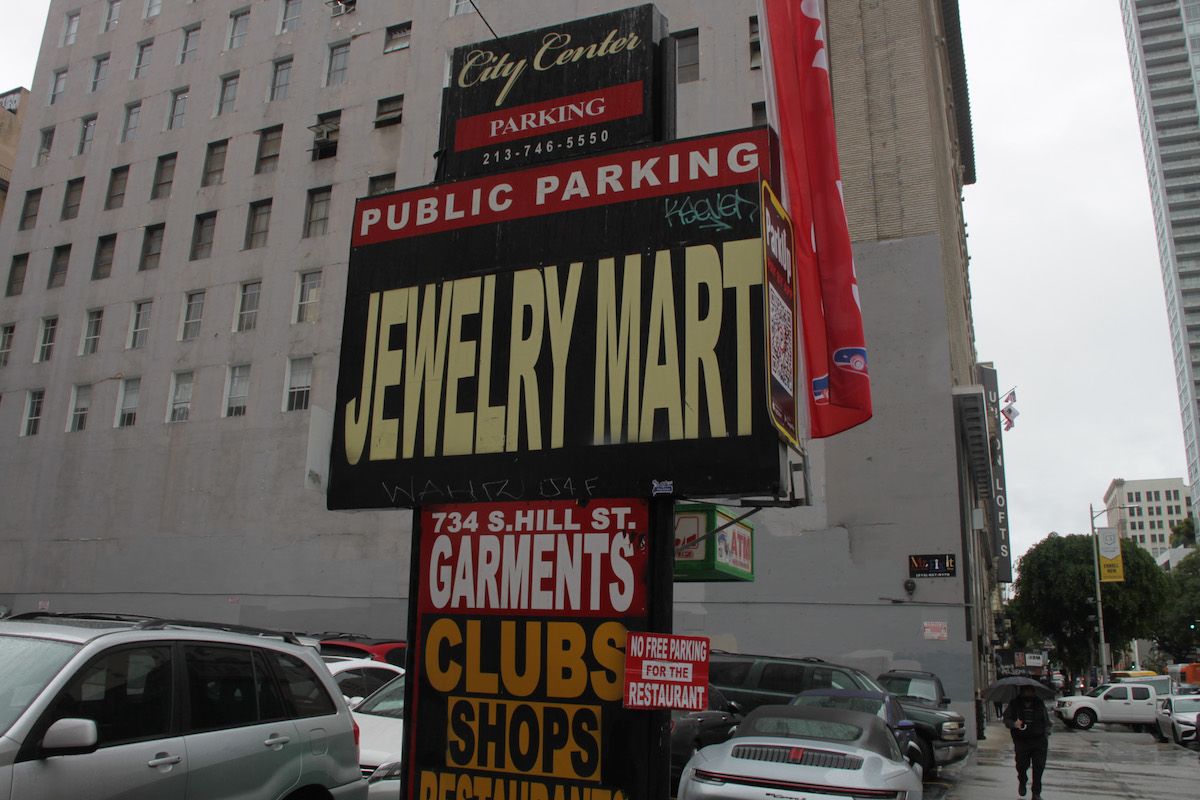 City Center
PARKING
213-746-5550
PUBLIC PARKING
JEWELRY MART
734 S.HILL ST.
GARMENTS
CLUBS
SHOPS
RESTAURANTS
NO FREE PARKING
FOR THE
RESTAURANT
ATM
LOFTS